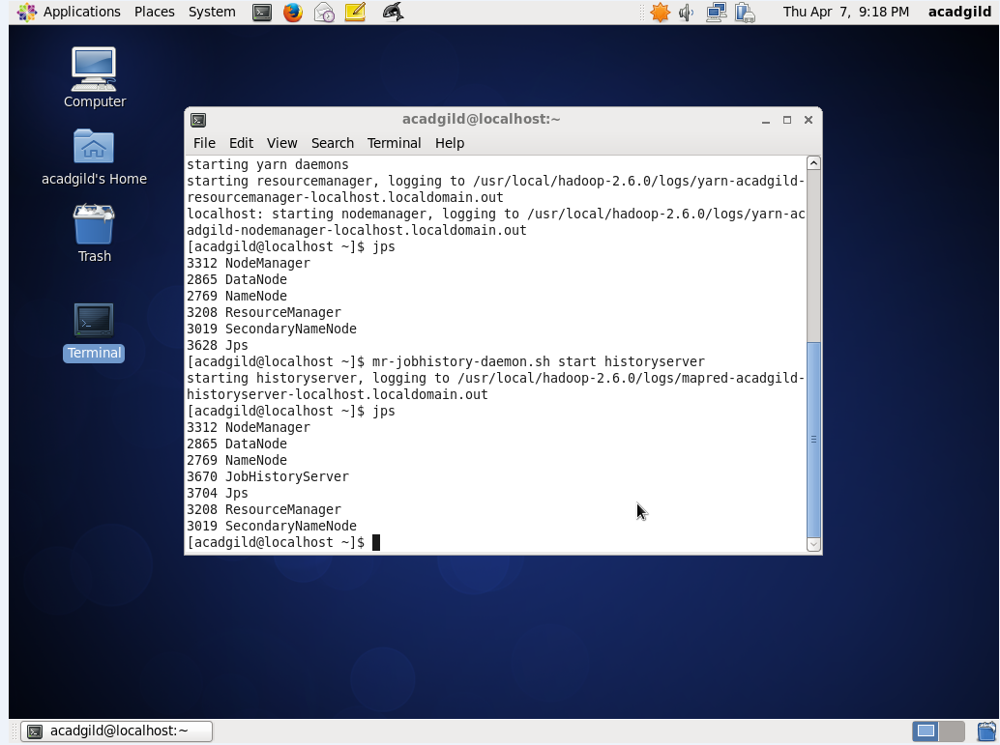 Applications Places System
Thu Apr 7, 9:18 PM acadgild
Computer
acadgild's Home
Trash
Terminal
acadgild@localhost:~
File Edit View Search Terminal Help
starting yarn daemons
starting resourcemanager, logging to /usr/local/hadoop-2.6.0/logs/yarn-acadgild-
resourcemanager-localhost.localdomain.out
localhost: starting nodemanager, logging to /usr/local/hadoop-2.6.0/logs/yarn-ac
adgild-nodemanager-localhost.localdomain.out
[acadgild@localhost ~]$ jps
3312 NodeManager
2865 DataNode
2769 NameNode
3208 ResourceManager
3019 SecondaryNameNode
3628 Jps
[acadgild@localhost ~]$ mr-jobhistory-daemon.sh start historyserver
starting historyserver, logging to /usr/local/hadoop-2.6.0/logs/mapred-acadgild-
historyserver-localhost.localdomain.out
[acadgild@localhost ~]$ jps
3312 NodeManager
2865 DataNode
2769 NameNode
3670 JobHistoryServer
3704 Jps
3208 ResourceManager
3019 SecondaryNameNode
[acadgild@localhost ~]$
acadgild@localhost:~